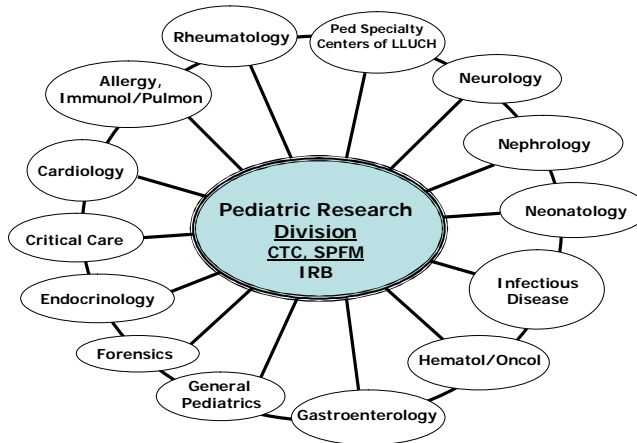 Rheumatology
Ped Specialty
Centers of LLUCH
Allergy,
Immunol/Pulmon
Neurology
Nephrology
Cardiology
Neonatology
Pediatric Research
Division
CTC, SPFM
IRB
Critical Care
Infectious
Disease
Endocrinology
Forensics
Hematol/Oncol
General
Pediatrics
Gastroenterology